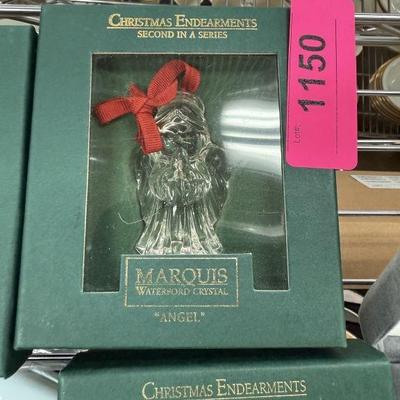 CHRISTMAS ENDEARMENTS
SECOND IN A SERIES
Lot#:
1150
MARQUIS
WATERFORD CRYSTAL
"ANGEL"
CHRISTMAS ENDEARMENTS